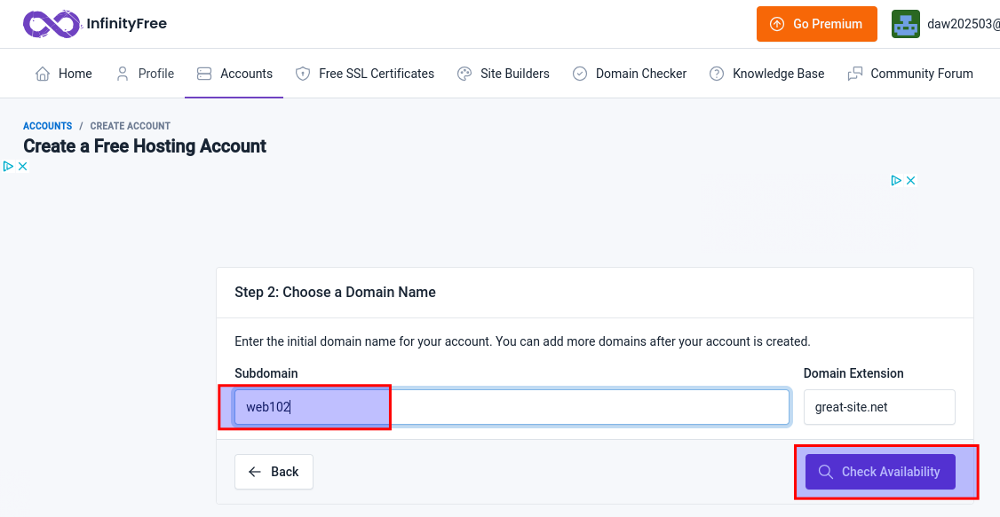 InfinityFree
Go Premium
daw202503@
Home Profile Accounts Free SSL Certificates Site Builders Domain Checker Knowledge Base Community Forum
ACCOUNTS / CREATE ACCOUNT
Create a Free Hosting Account
Step 2: Choose a Domain Name
Enter the initial domain name for your account. You can add more domains after your account is created.
Subdomain Domain Extension
web102 great-site.net
Back Check Availability